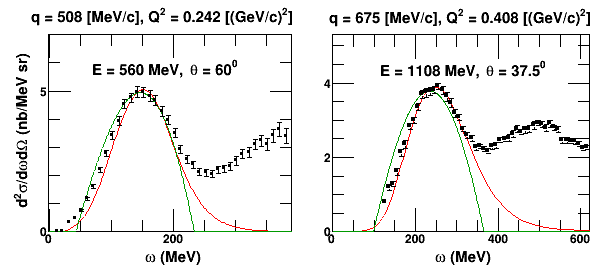 q = 508 [MeV/c], Q² = 0.242 [(GeV/c)²]
q = 675 [MeV/c], Q² = 0.408 [(GeV/c)²]
E = 560 MeV, θ = 60⁰
E = 1108 MeV, θ = 37.5⁰
d²σ/dωdΩ (nb/MeV sr)
5
0
0
200
ω (MeV)
4
2
0
0
200
400
600
ω (MeV)